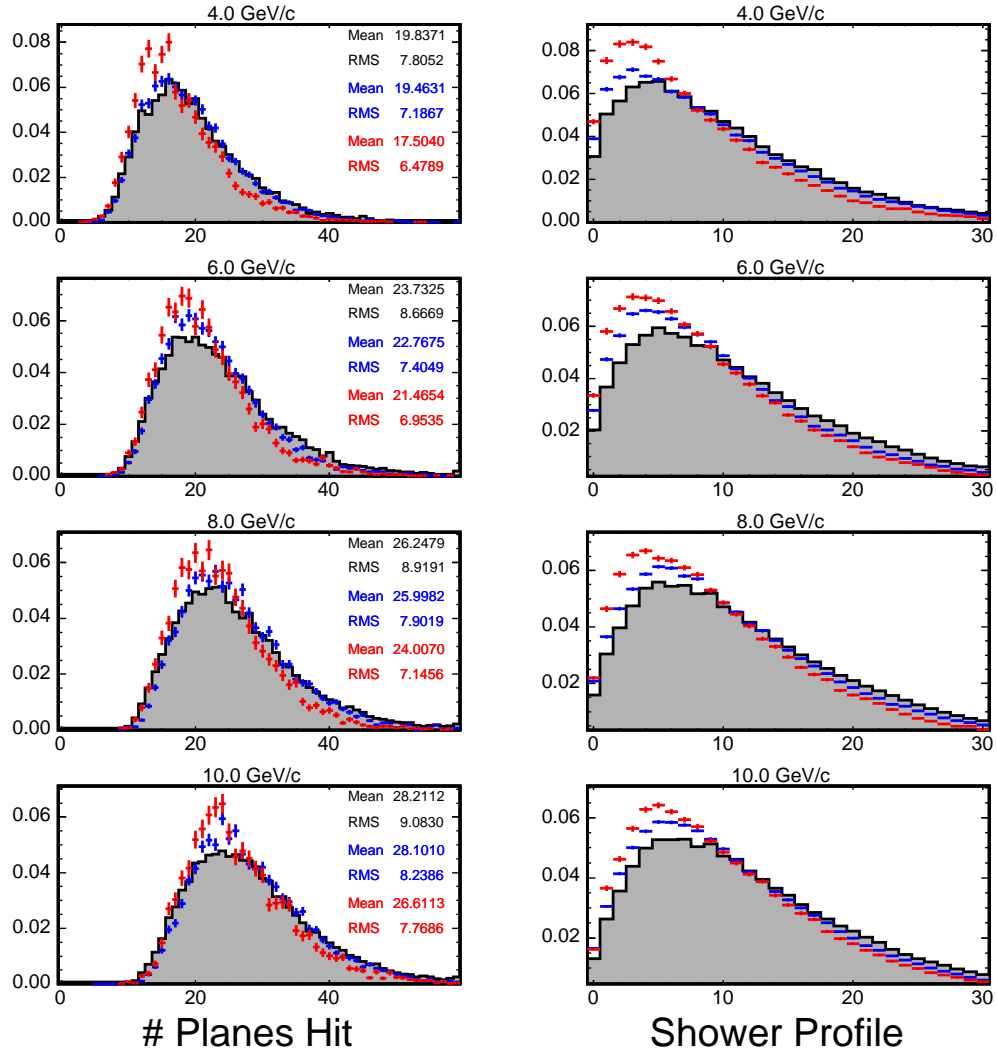 4.0 GeV/c
4.0 GeV/c
0.08
0.06
0.04
0.02
0.00
Mean 19.8371
RMS 7.8052
Mean 19.4631
RMS 7.1867
Mean 17.5040
RMS 6.4789
0 20 40
0.08
0.06
0.04
0.02
0.00
0 10 20 30
6.0 GeV/c
6.0 GeV/c
0.06
0.04
0.02
0.00
Mean 23.7325
RMS 8.6669
Mean 22.7675
RMS 7.4049
Mean 21.4654
RMS 6.9535
0 20 40
0.06
0.04
0.02
0 10 20 30
8.0 GeV/c
8.0 GeV/c
0.06
0.04
0.02
0.00
Mean 26.2479
RMS 8.9191
Mean 25.9982
RMS 7.9019
Mean 24.0070
RMS 7.1456
0 20 40
0.06
0.04
0.02
0 10 20 30
10.0 GeV/c
10.0 GeV/c
0.06
0.04
0.02
0.00
Mean 28.2112
RMS 9.0830
Mean 28.1010
RMS 8.2386
Mean 26.6113
RMS 7.7686
0 20 40
0.06
0.04
0.02
0 10 20 30
# Planes Hit
Shower Profile